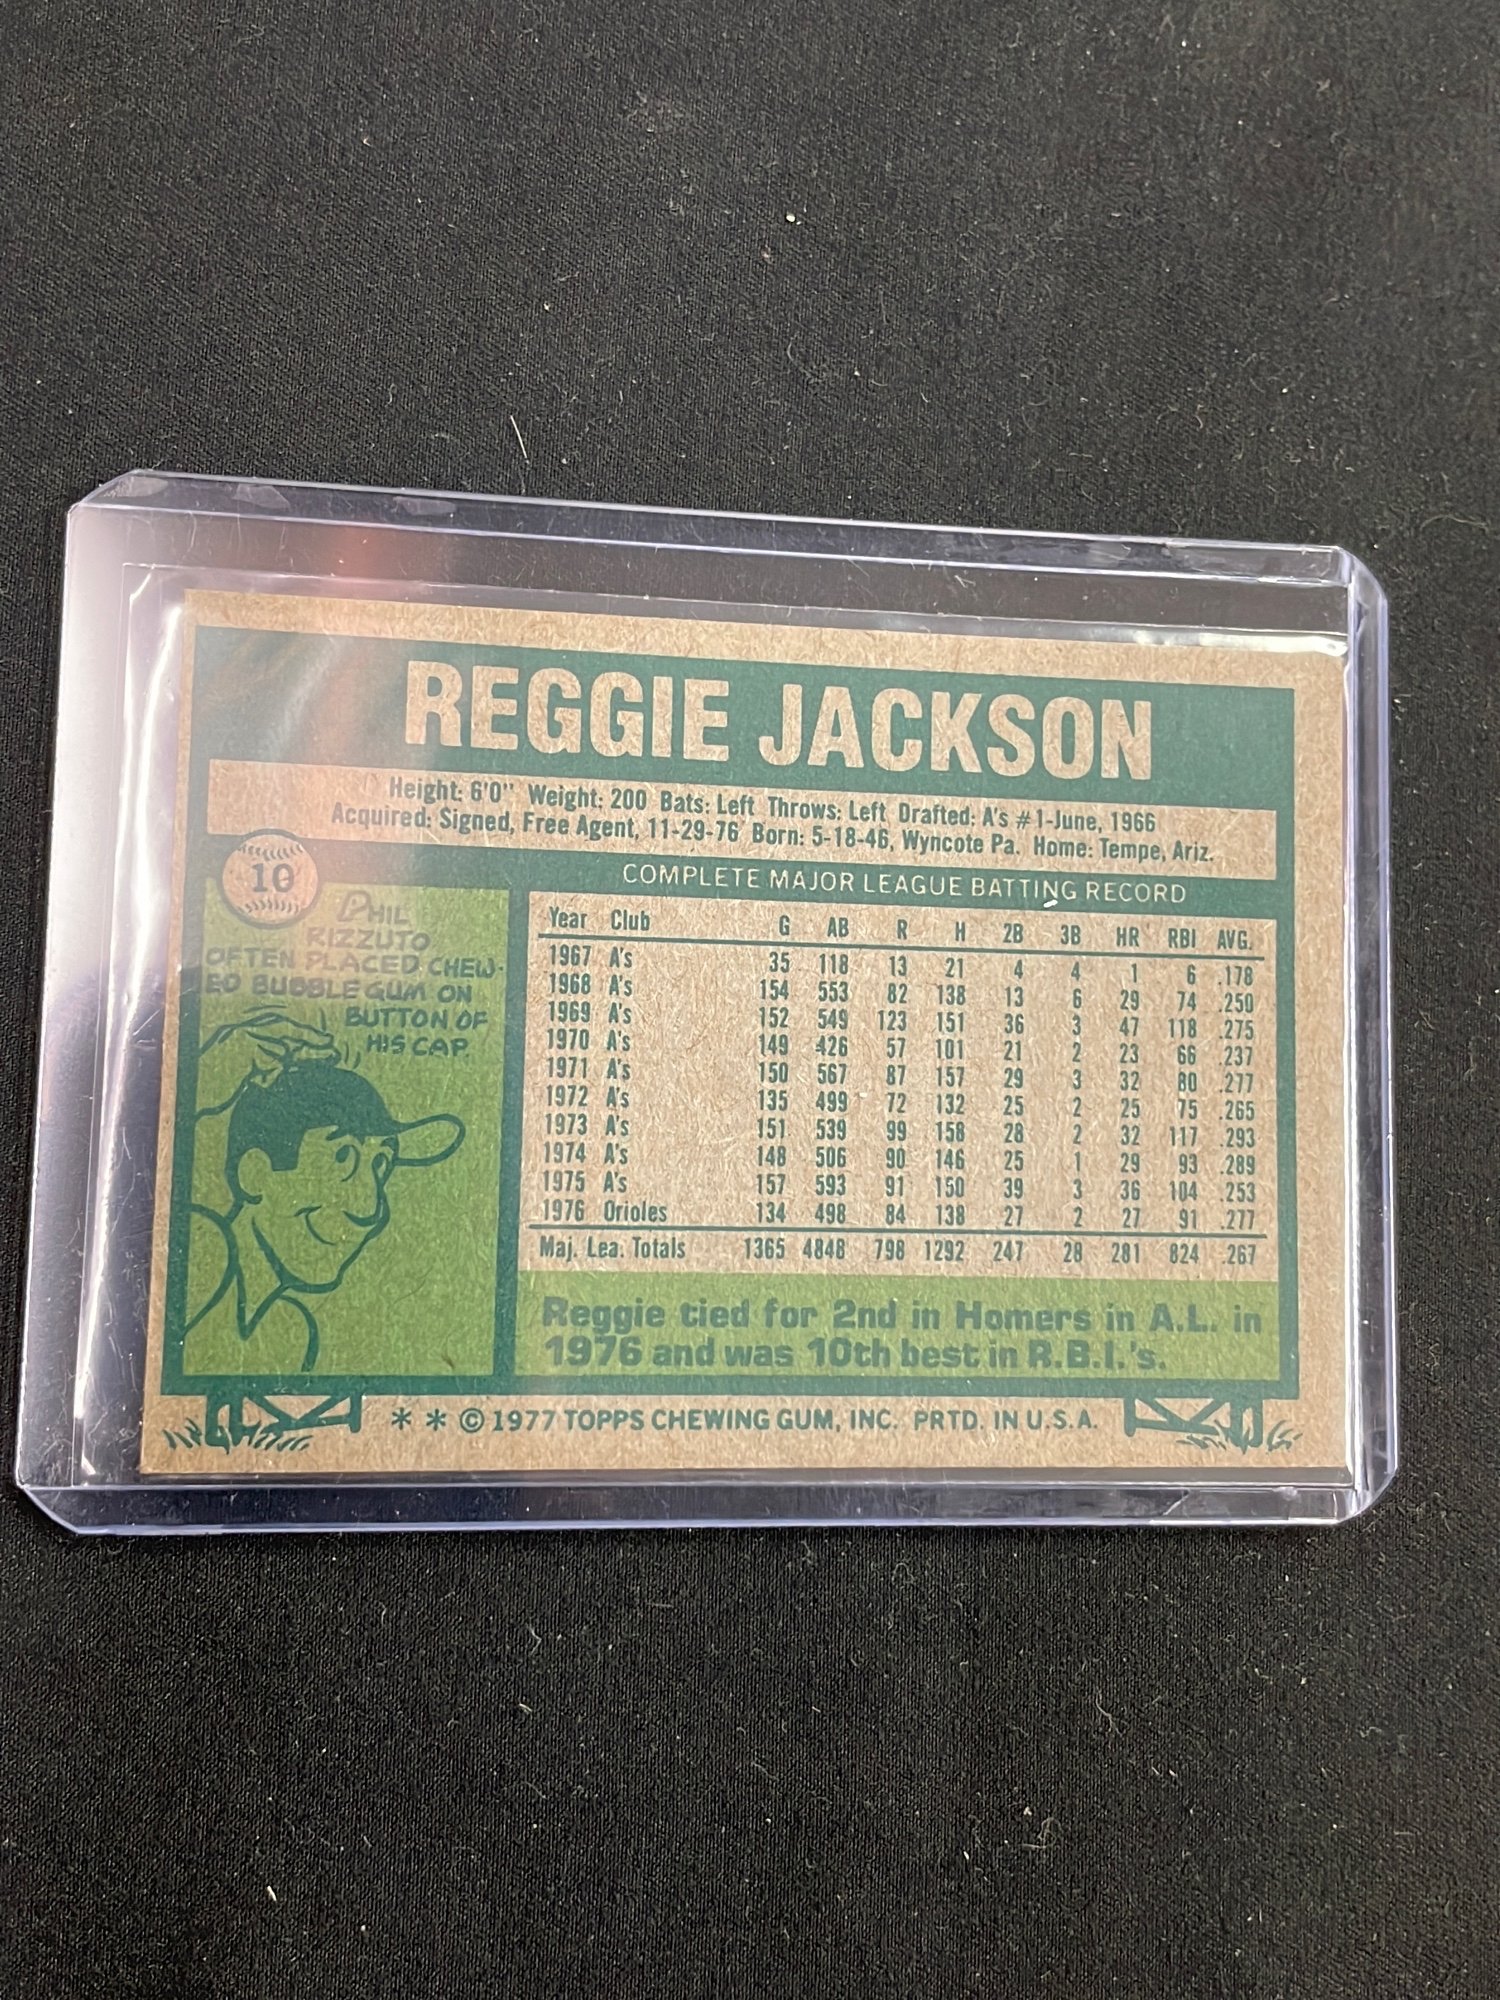 REGGIE JACKSON
Height: 6'0" Weight: 200 Bats: Left Throws: Left Drafted: A's #1-June, 1966
Acquired: Signed, Free Agent, 11-29-76 Born: 5-18-46, Wyncote Pa. Home: Tempe, Ariz.
10
PHIL
RIZZUTO
OFTEN PLACED CHEW-
ED BUBBLE GUM ON
BUTTON OF
HIS CAP.
COMPLETE MAJOR LEAGUE BATTING RECORD
Year Club G AB R H 2B 3B HR RBI AVG.
1967 A's 35 118 13 21 4 4 1 6 .178
1968 A's 154 553 82 138 13 6 29 74 .250
1969 A's 152 549 123 151 36 3 47 118 .275
1970 A's 149 426 57 101 21 2 23 66 .237
1971 A's 150 567 87 157 29 3 32 80 .277
1972 A's 135 499 72 132 25 2 25 75 .265
1973 A's 151 539 99 158 28 2 32 117 .293
1974 A's 148 506 90 146 25 1 29 93 .289
1975 A's 157 593 91 150 39 3 36 104 .253
1976 Orioles 134 498 84 138 27 2 27 91 .277
Maj. Lea. Totals 1365 4848 798 1292 247 28 281 824 .267
Reggie tied for 2nd in Homers in A.L. in
1976 and was 10th best in R.B.I.'s.
* * © 1977 TOPPS CHEWING GUM, INC. PRTD. IN U.S.A.